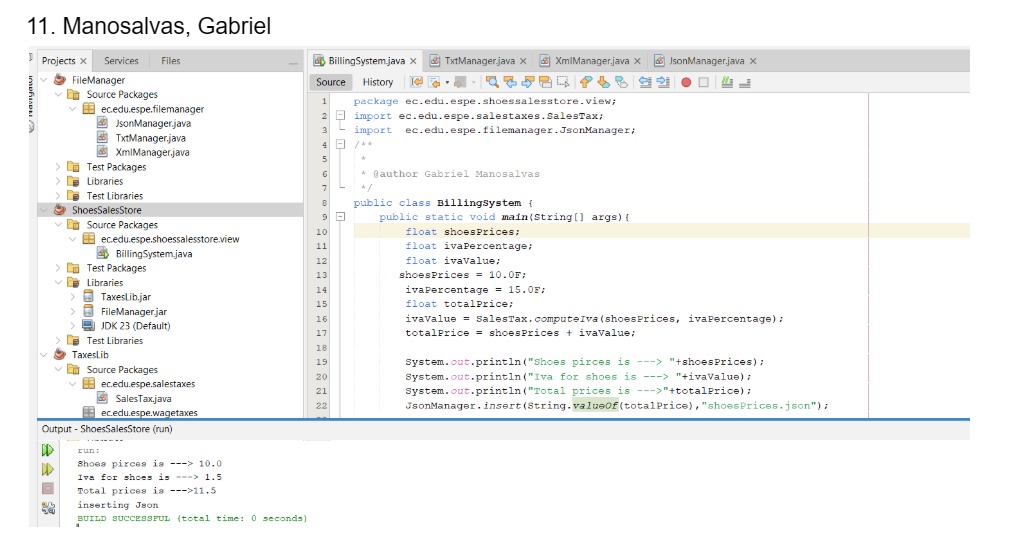 11. Manosalvas, Gabriel
Projects × Services Files
FileManager
Source Packages
ec.edu.espe.filemanager
JsonManager.java
TxtManager.java
XmlManager.java
Test Packages
Libraries
Test Libraries
ShoesSalesStore
Source Packages
ec.edu.espe.shoessalesstore.view
BillingSystem.java
Test Packages
Libraries
TaxesLib.jar
FileManager.jar
JDK 23 (Default)
Test Libraries
TaxesLib
Source Packages
ec.edu.espe.salestaxes
SalesTax.java
ec.edu.espe.wagetaxes
BillingSystem.java × TxtManager.java × XmlManager.java × JsonManager.java ×
Source History
1 package ec.edu.espe.shoessalesstore.view;
2 import ec.edu.espe.salestaxes.SalesTax;
3 import ec.edu.espe.filemanager.JsonManager;
4 /**
5 *
6 * @author Gabriel Manosalvas
7 */
8 public class BillingSystem {
9 public static void main(String[] args){
10 float shoesPrices;
11 float ivaPercentage;
12 float ivaValue;
13 shoesPrices = 10.0F;
14 ivaPercentage = 15.0F;
15 float totalPrice;
16 ivaValue = SalesTax.computeIva(shoesPrices, ivaPercentage);
17 totalPrice = shoesPrices + ivaValue;
18
19 System.out.println("Shoes pirces is ---> "+shoesPrices);
20 System.out.println("Iva for shoes is ---> "+ivaValue);
21 System.out.println("Total prices is --->"+totalPrice);
22 JsonManager.insert(String.valueOf(totalPrice),"shoesPrices.json");
Output - ShoesSalesStore (run)
run:
Shoes pirces is ---> 10.0
Iva for shoes is ---> 1.5
Total prices is --->11.5
inserting Json
BUILD SUCCESSFUL (total time: 0 seconds)